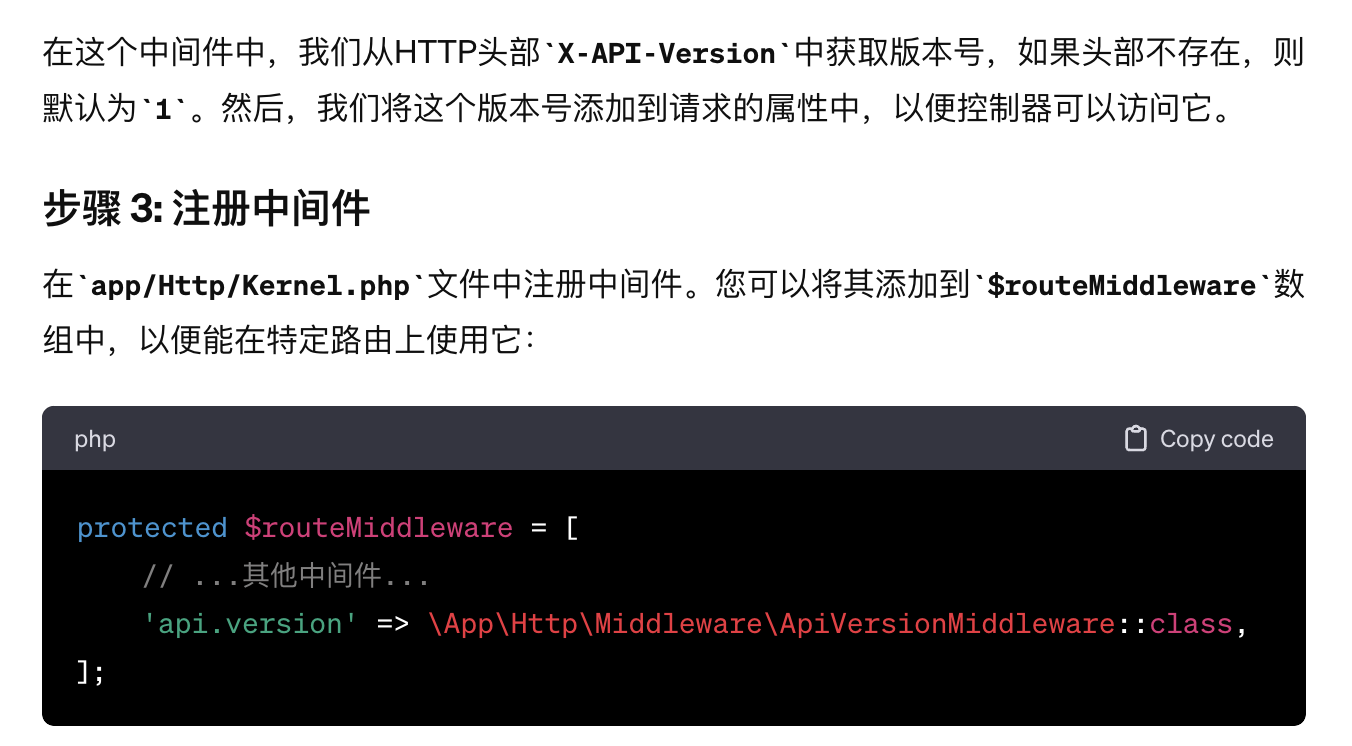 在这个中间件中，我们从HTTP头部`X-API-Version`中获取版本号，如果头部不存在，则
默认为`1`。然后，我们将这个版本号添加到请求的属性中，以便控制器可以访问它。
步骤 3: 注册中间件
在`app/Http/Kernel.php`文件中注册中间件。您可以将其添加到`$routeMiddleware`数
组中，以便能在特定路由上使用它：
php
Copy code
protected $routeMiddleware = [
    // ...其他中间件...
    'api.version' => \App\Http\Middleware\ApiVersionMiddleware::class,
];